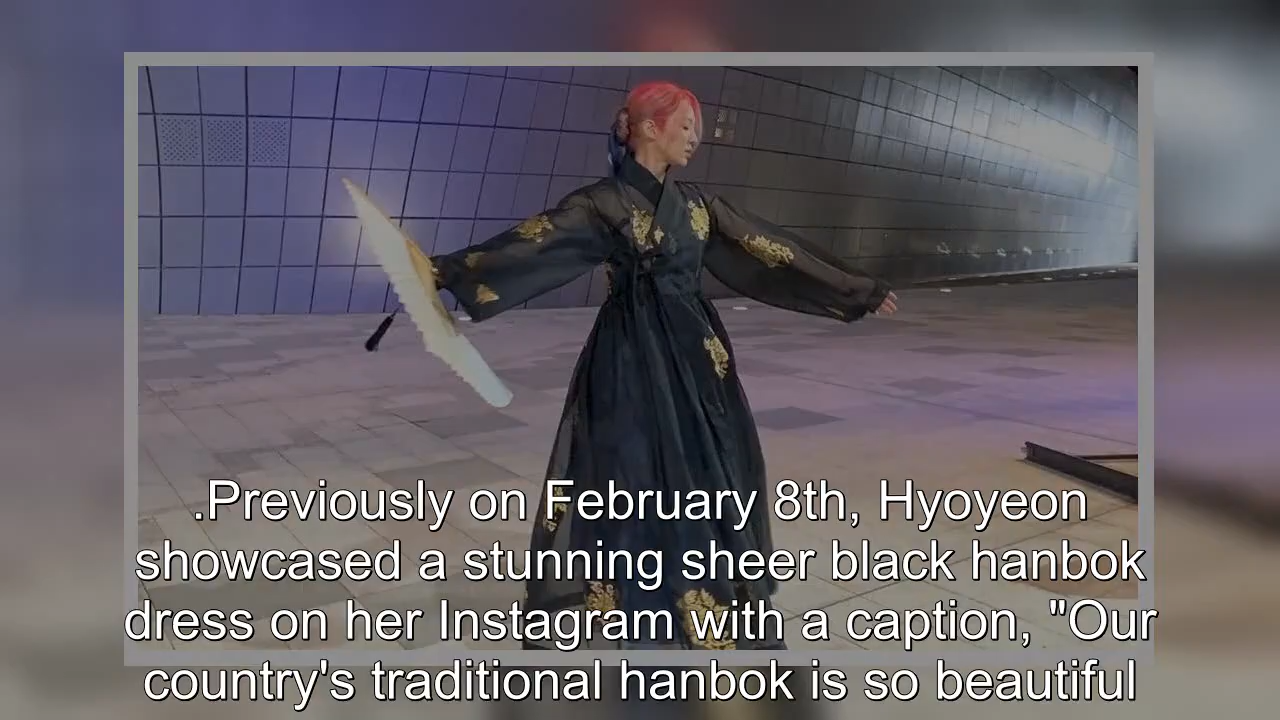 .Previously on February 8th, Hyoyeon
showcased a stunning sheer black hanbok
dress on her Instagram with a caption, "Our
country's traditional hanbok is so beautiful